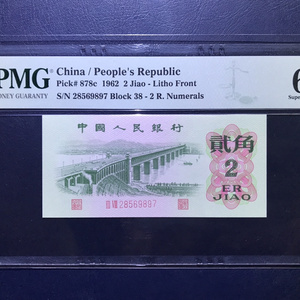 PMG
MONEY GUARANTY
China / People's Republic
Pick# 878c 1962 2 Jiao - Litho Front
S/N 28569897 Block 38 - 2 R. Numerals
6
Supe
中國人民銀行
貳角
2
ER
JIAO
28569897